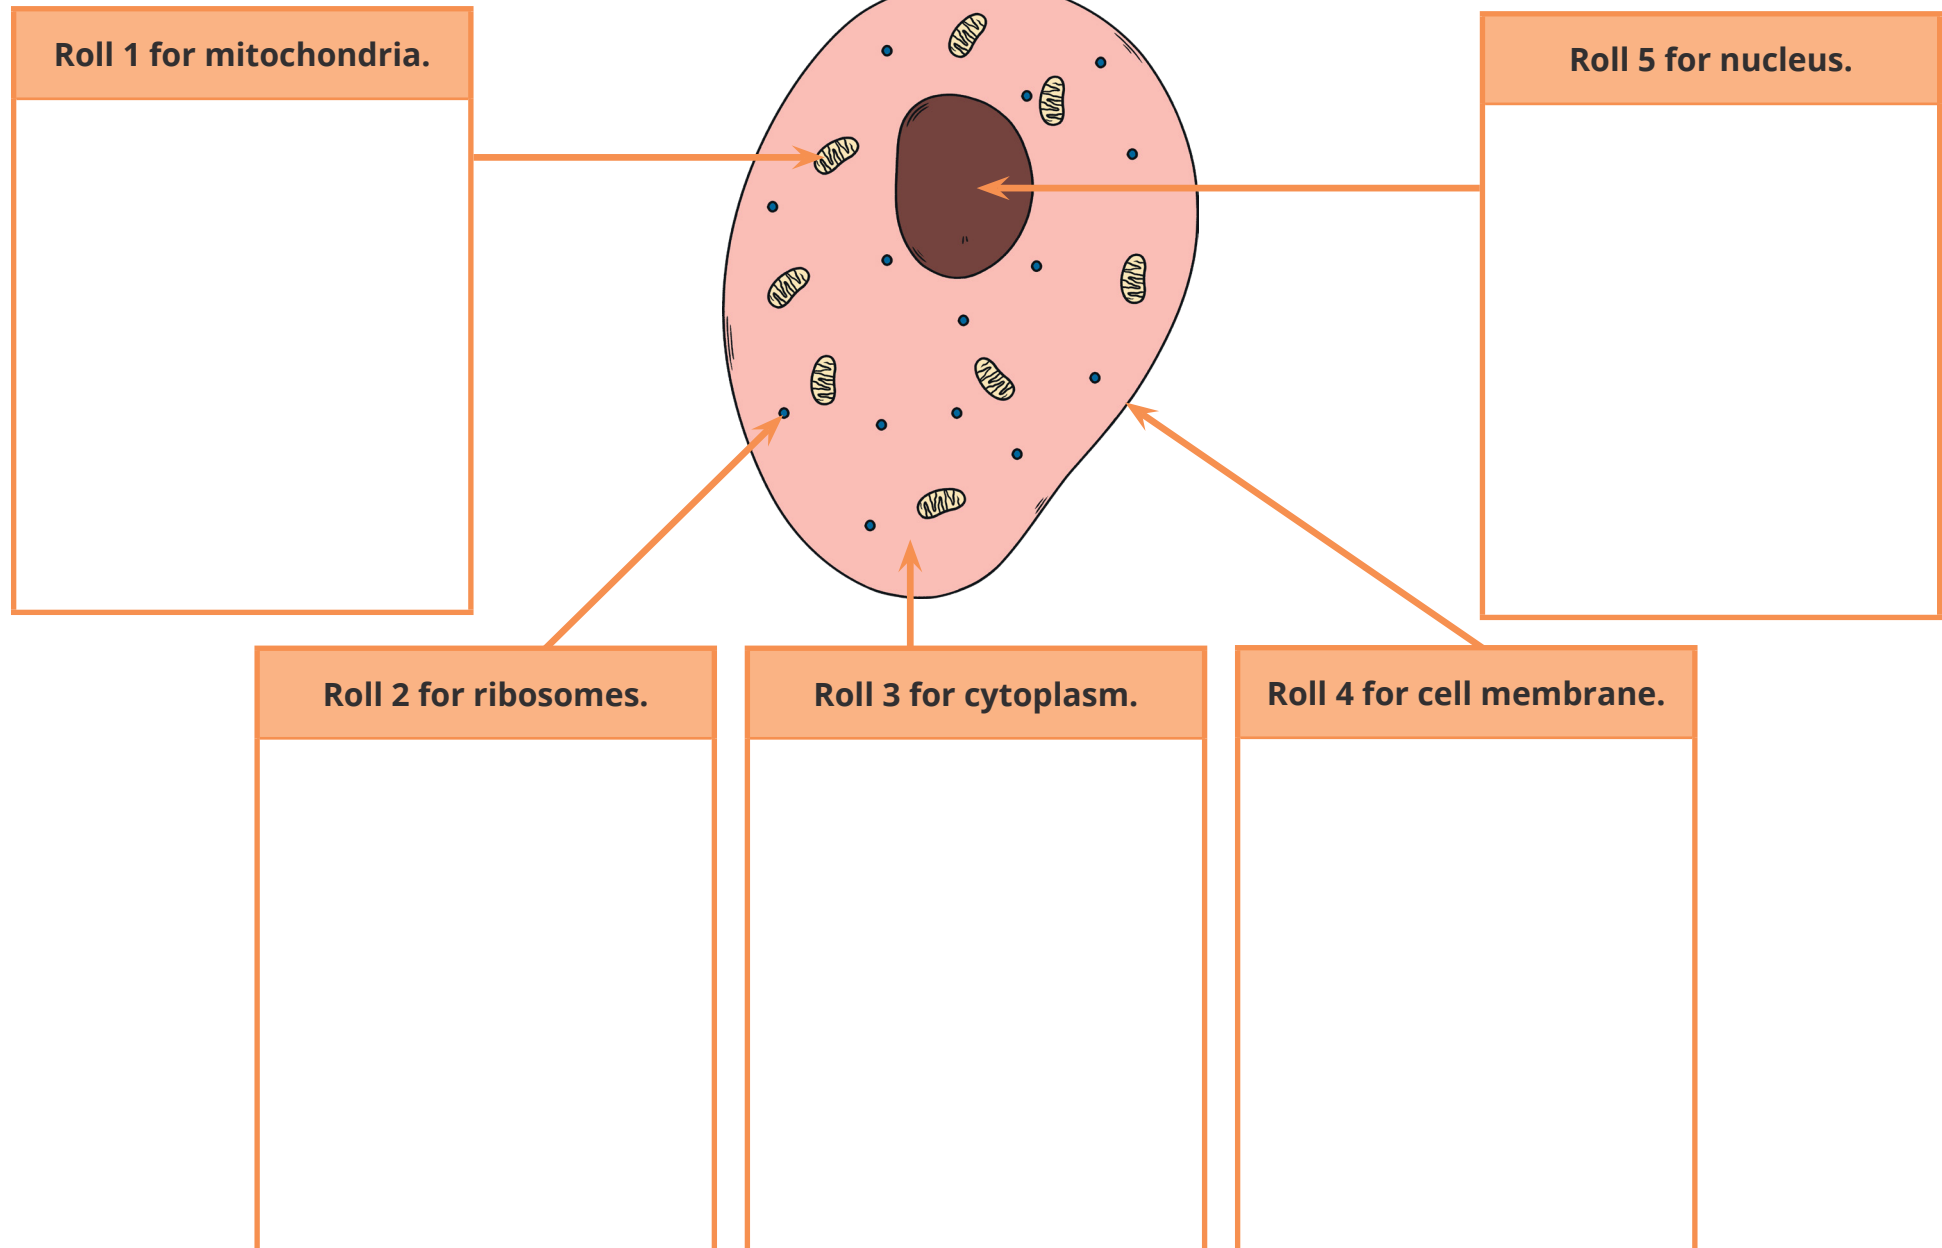 Roll 1 for mitochondria.
Roll 5 for nucleus.
Roll 2 for ribosomes.
Roll 3 for cytoplasm.
Roll 4 for cell membrane.